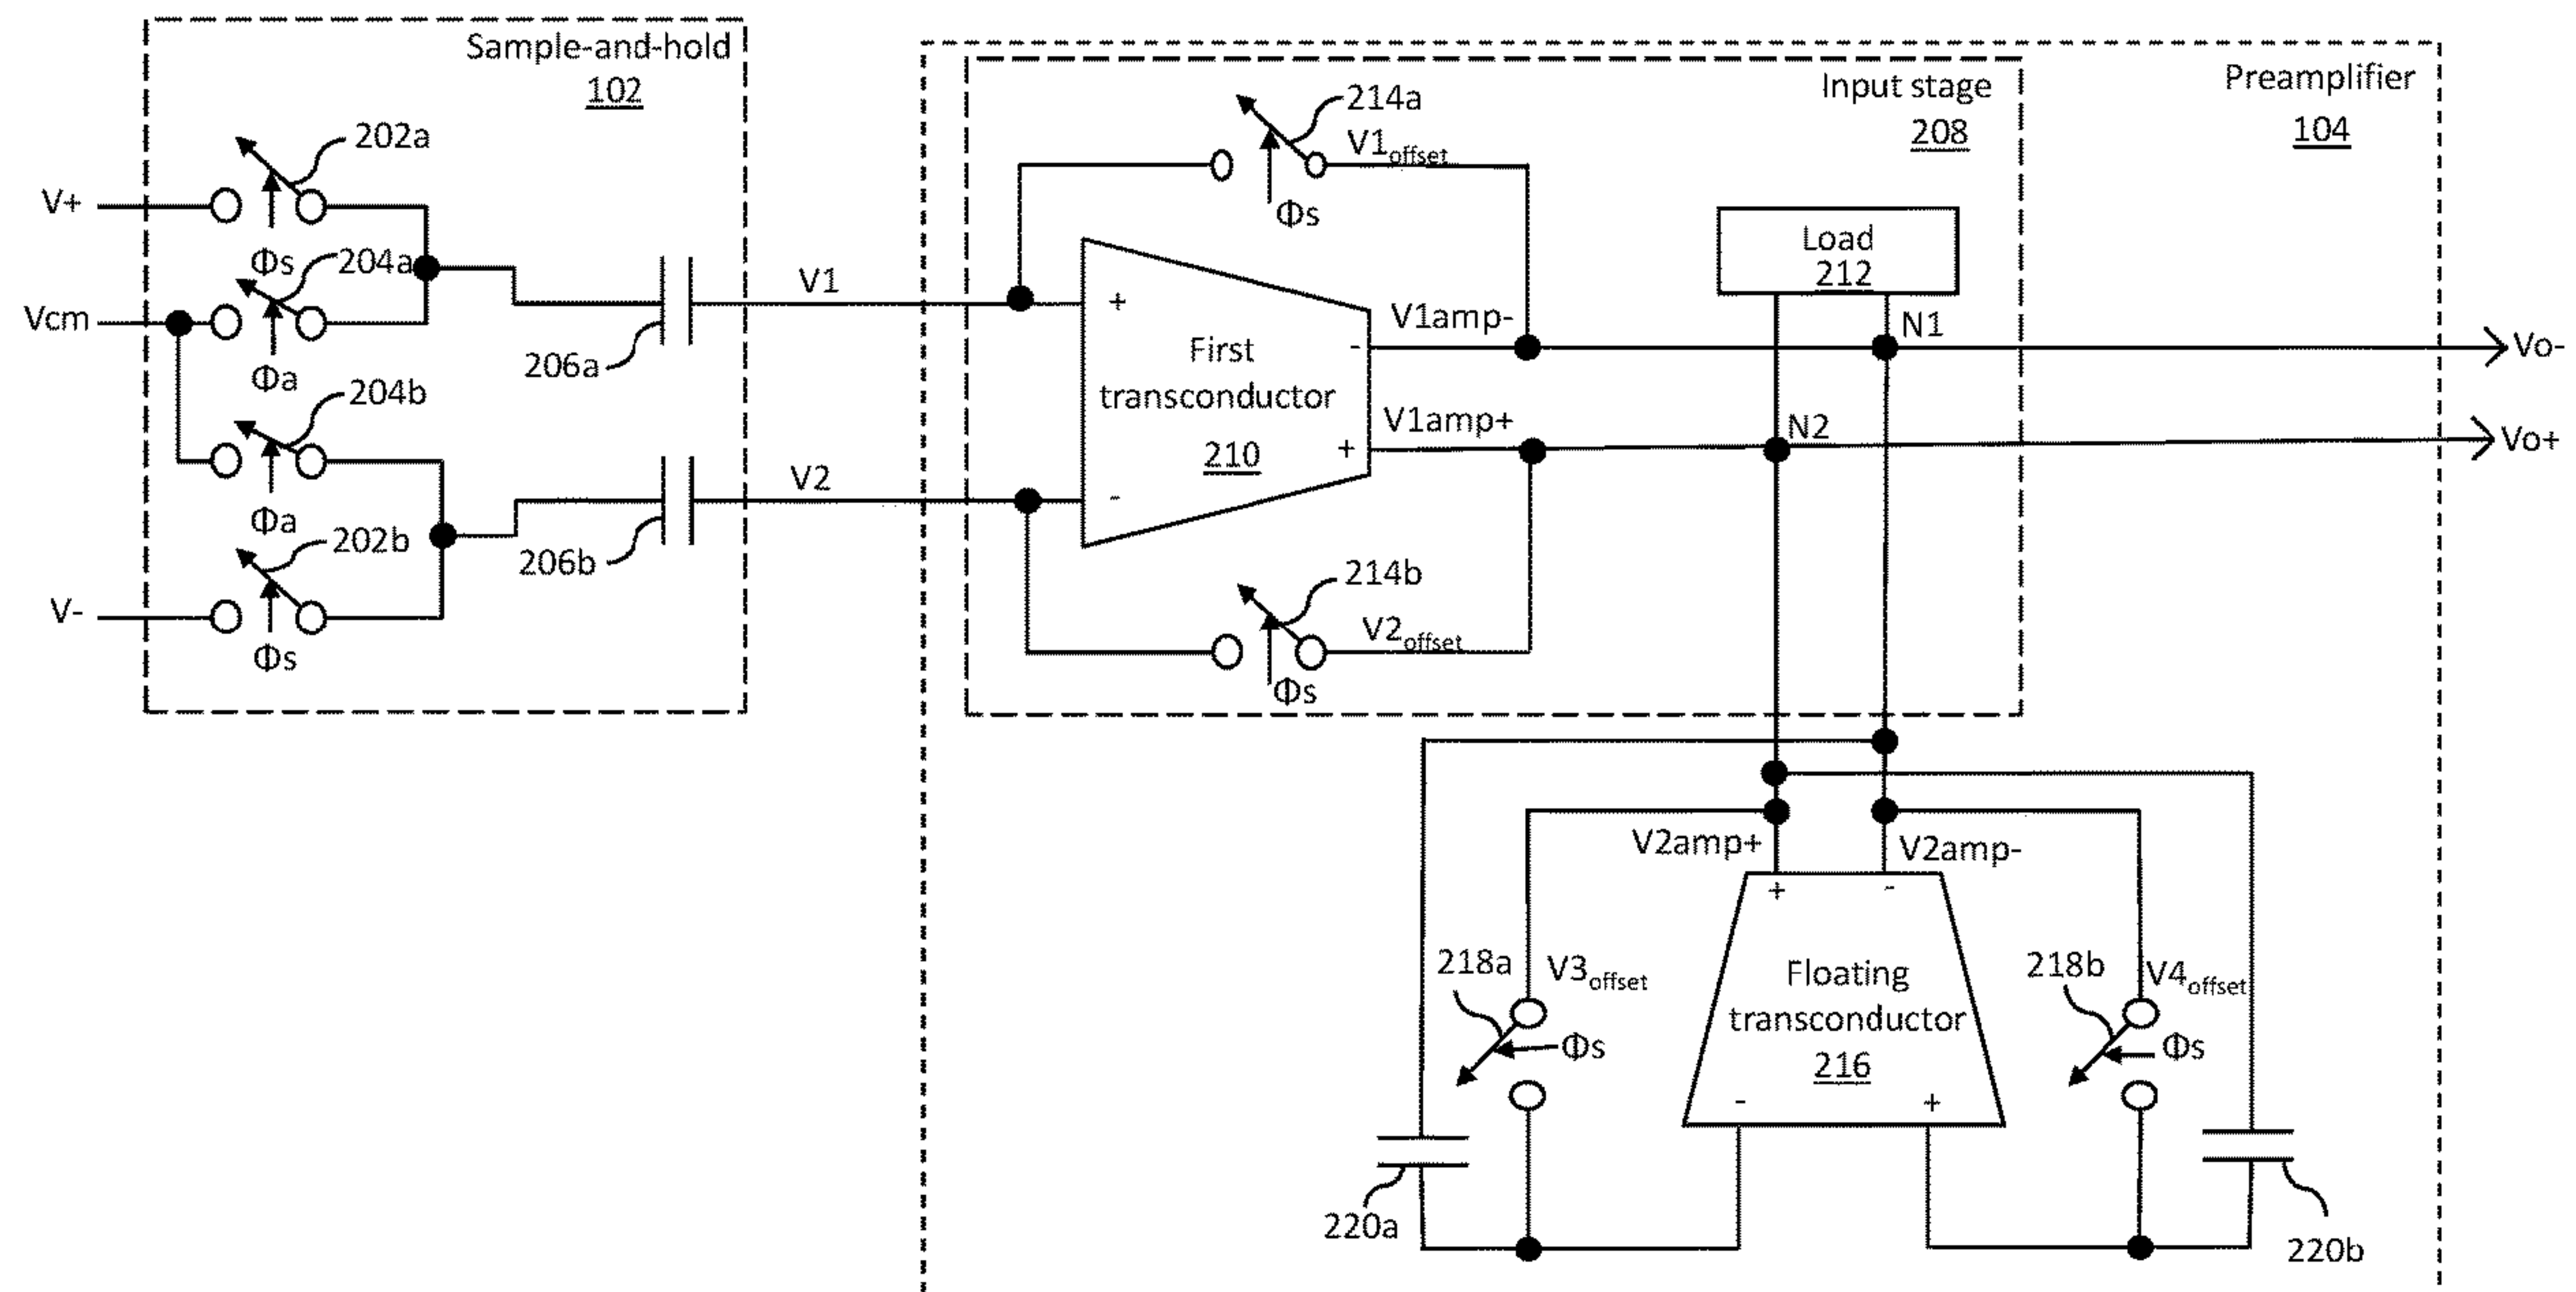 Sample-and-hold
102
202a
V+
Φs
204a
Vcm
Φa
204b
Φa
202b
V-
Φs
206a
206b
V1
V2
Preamplifier
104
Input stage
208
214a
V1offset
Φs
Load
212
+
-
First
transconductor
210
-
+
V1amp-
V1amp+
N1
N2
Vo-
Vo+
214b
V2offset
Φs
V2amp+
V2amp-
+
-
218a
V3offset
Φs
Floating
transconductor
216
-
+
218b
V4offset
Φs
220a
220b